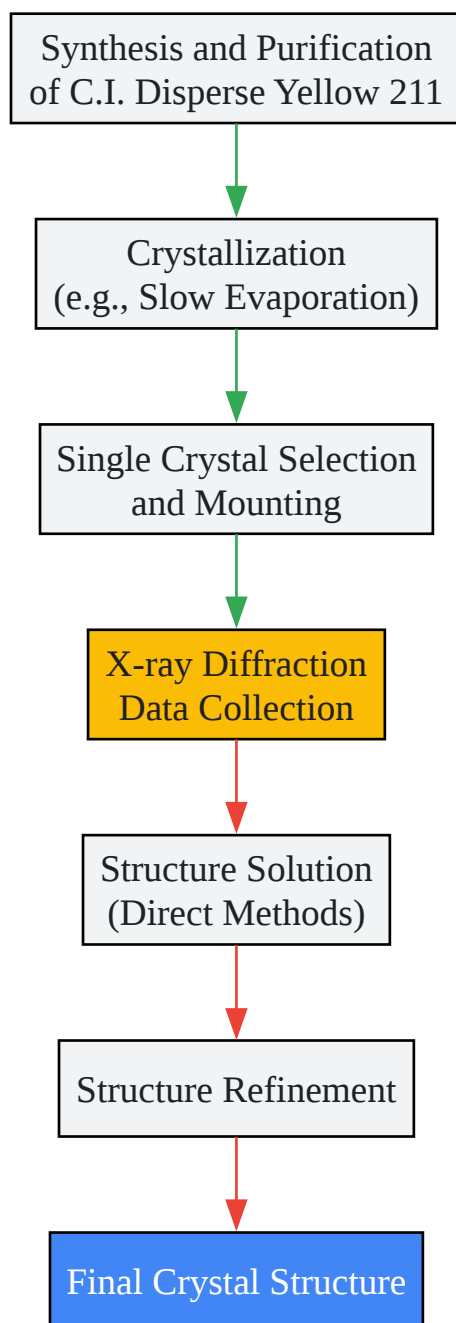 Synthesis and Purification
of C.I. Disperse Yellow 211
Crystallization
(e.g., Slow Evaporation)
Single Crystal Selection
and Mounting
X-ray Diffraction
Data Collection
Structure Solution
(Direct Methods)
Structure Refinement
Final Crystal Structure